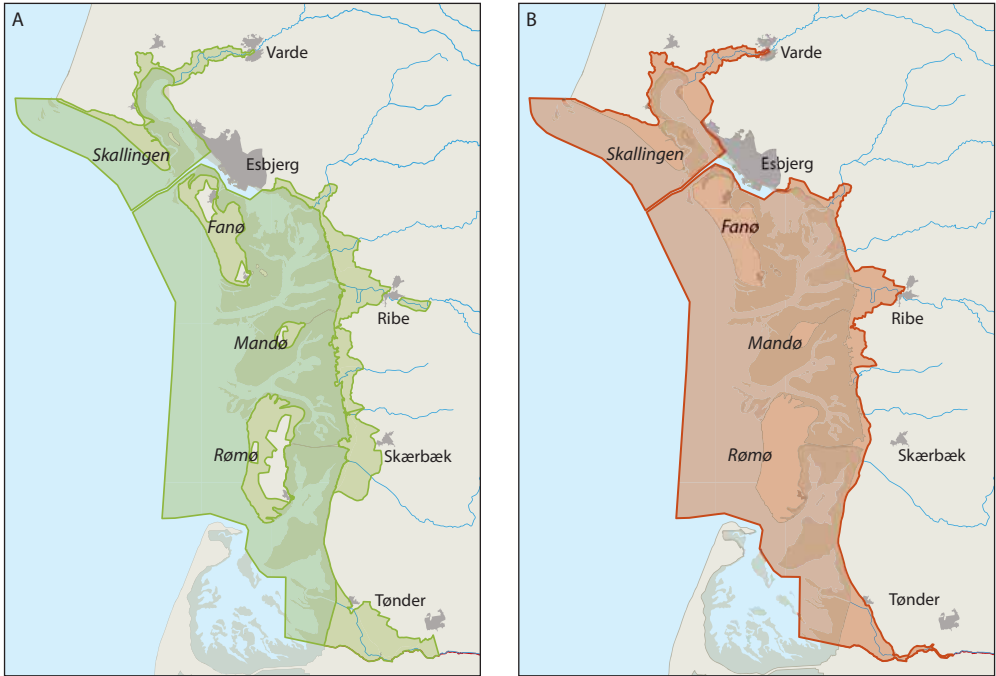 A
Varde
Skallingen
Esbjerg
Fanø
Ribe
Mandø
Rømø
Skærbæk
Tønder
B
Varde
Skallingen
Esbjerg
Fanø
Ribe
Mandø
Rømø
Skærbæk
Tønder